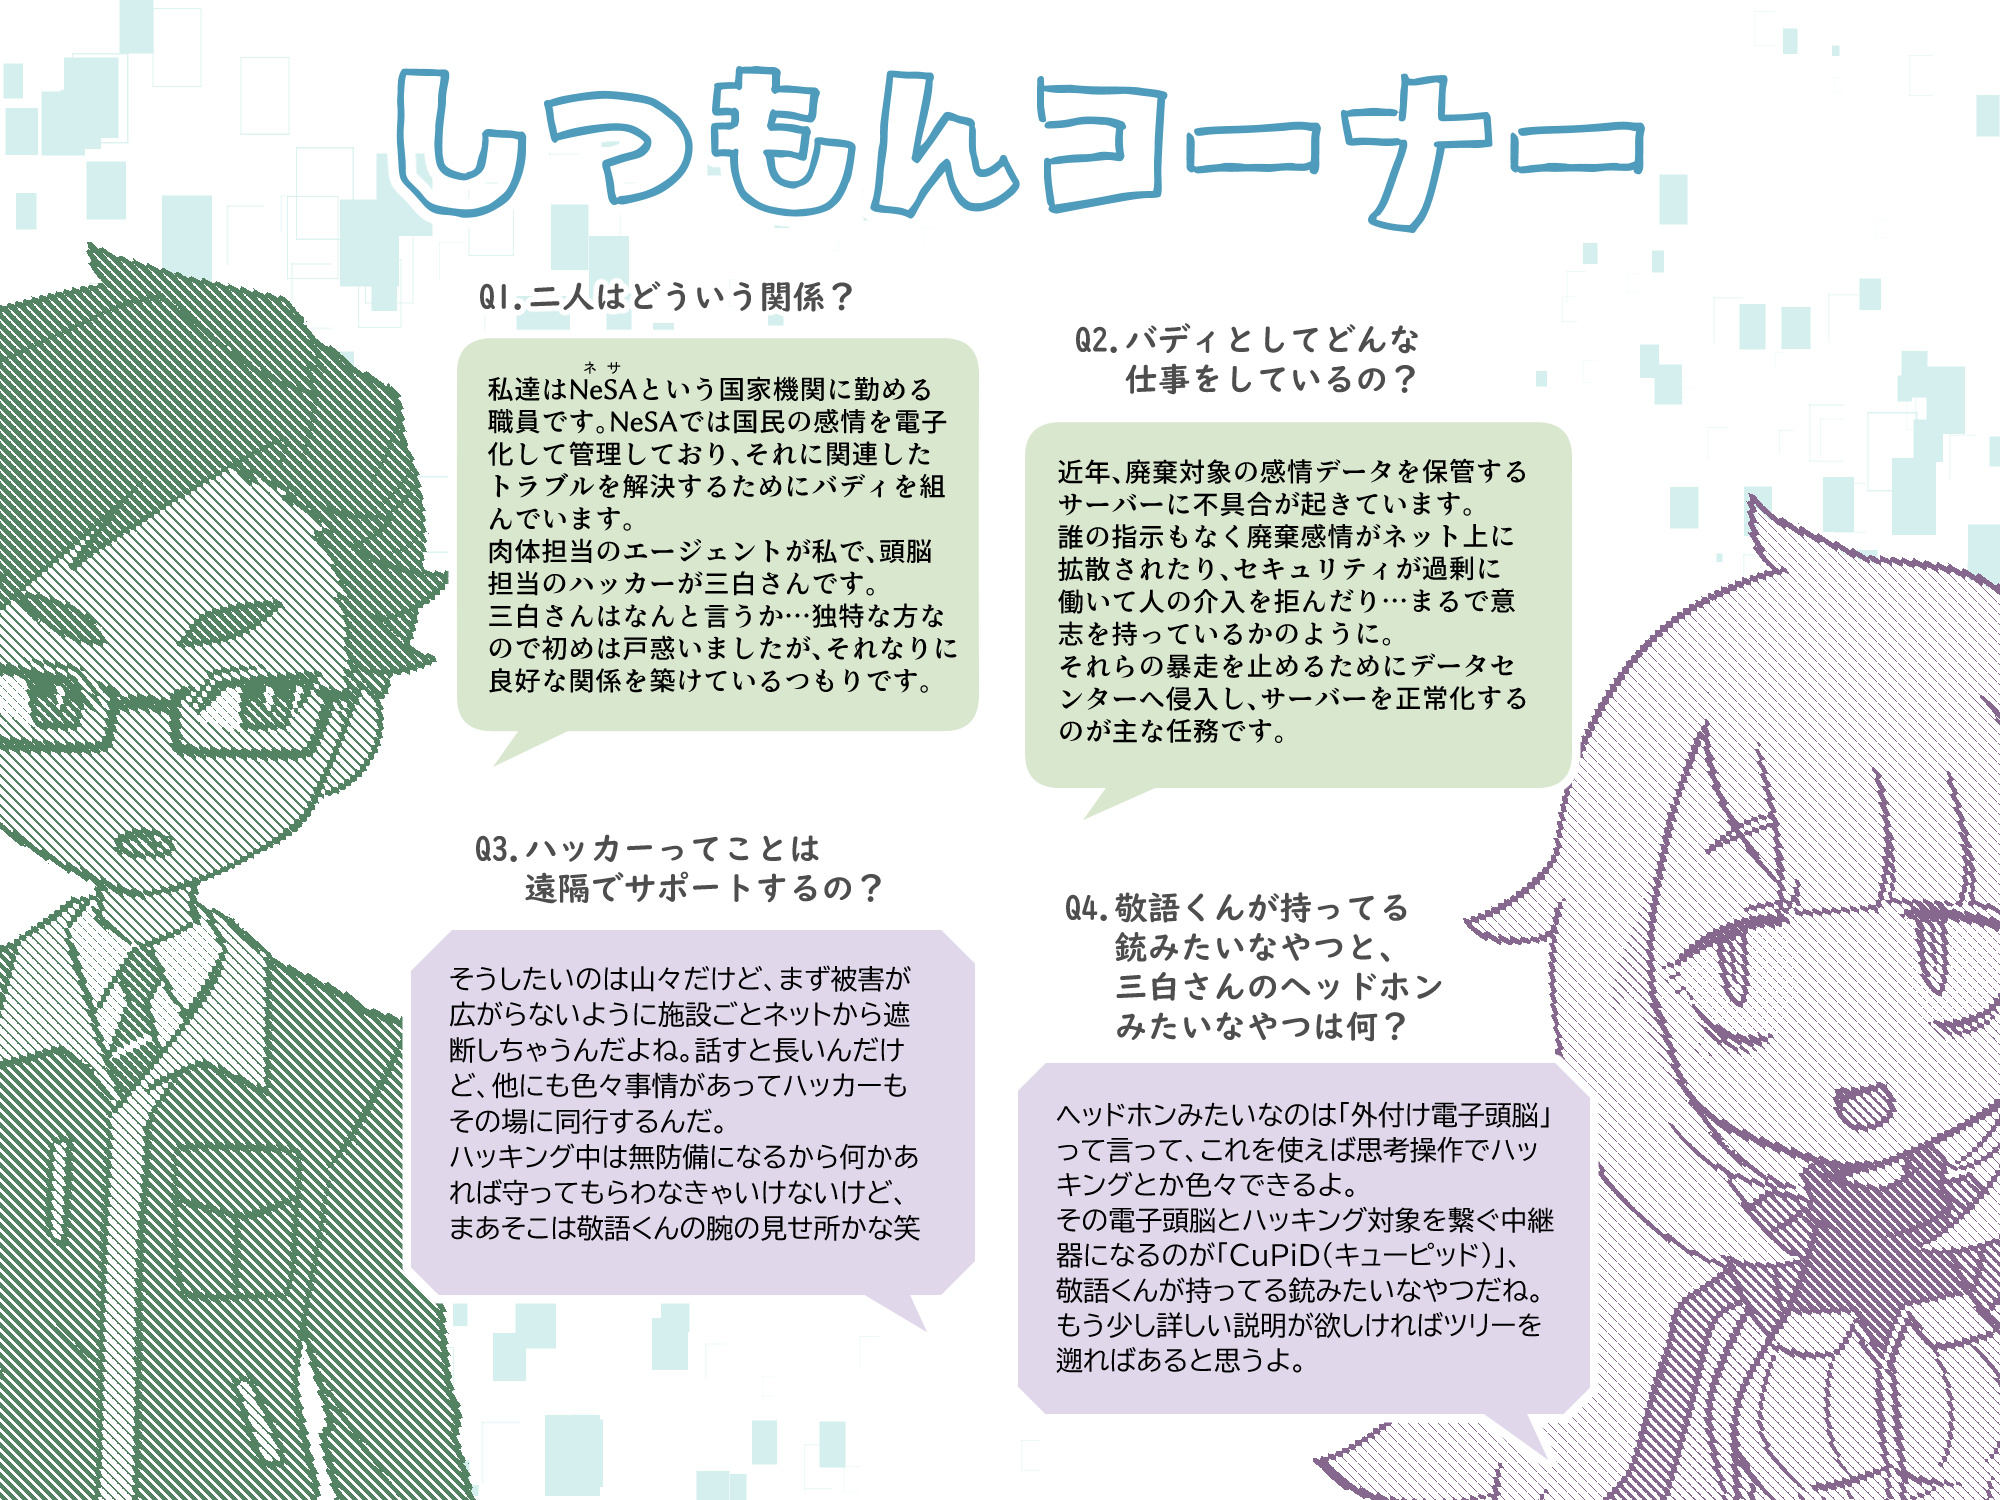 しつもんコーナー
Q1.二人はどういう関係？
ネサ
私達はNeSAという国家機関に勤める
職員です。NeSAでは国民の感情を電子
化して管理しており、それに関連した
トラブルを解決するためにバディを組
んでいます。
肉体担当のエージェントが私で、頭脳
担当のハッカーが三白さんです。
三白さんはなんと言うか…独特な方な
ので初めは戸惑いましたが、それなりに
良好な関係を築けているつもりです。
Q2.バディとしてどんな
仕事をしているの？
近年、廃棄対象の感情データを保管する
サーバーに不具合が起きています。
誰の指示もなく廃棄感情がネット上に
拡散されたり、セキュリティが過剰に
働いて人の介入を拒んだり…まるで意
志を持っているかのように。
それらの暴走を止めるためにデータセ
ンターへ侵入し、サーバーを正常化する
のが主な任務です。
Q3.ハッカーってことは
遠隔でサポートするの？
そうしたいのは山々だけど、まず被害が
広がらないように施設ごとネットから遮
断しちゃうんだよね。話すと長いんだけ
ど、他にも色々事情があってハッカーも
その場に同行するんだ。
ハッキング中は無防備になるから何かあ
れば守ってもらわなきゃいけないけど、
まあそこは敬語くんの腕の見せ所かな笑
Q4.敬語くんが持ってる
銃みたいなやつと、
三白さんのヘッドホン
みたいなやつは何？
ヘッドホンみたいなのは「外付け電子頭脳」
って言って、これを使えば思考操作でハッ
キングとか色々できるよ。
その電子頭脳とハッキング対象を繋ぐ中継
器になるのが「CuPiD（キューピッド）」、
敬語くんが持ってる銃みたいなやつだね。
もう少し詳しい説明が欲しければツリーを
遡ればあると思うよ。